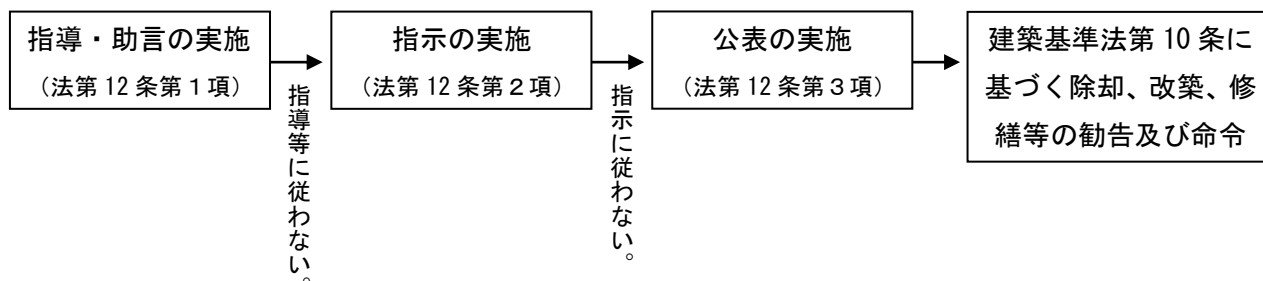 指導・助言の実施
(法第12条第1項)
指導等に従わない。
指示の実施
(法第12条第2項)
指示に従わない。
公表の実施
(法第12条第3項)
建築基準法第10条に
基づく除却、改築、修
繕等の勧告及び命令